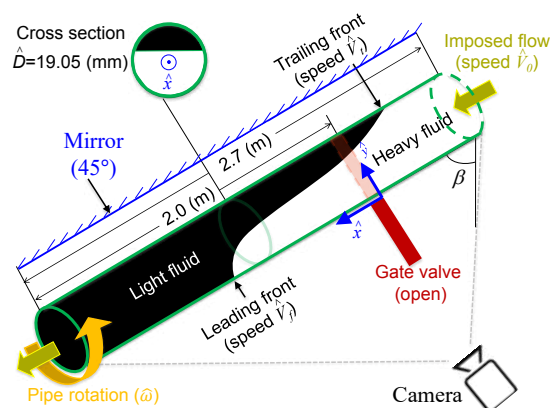 Cross section
D̂=19.05 (mm)
x̂
Trailing front
(speed V̂t)
Imposed flow
(speed V̂0)
Mirror
(45°)
2.7 (m)
2.0 (m)
Heavy fluid
ŷ
x̂
β
Light fluid
Leading front
(speed V̂f)
Gate valve
(open)
Pipe rotation (ω̂)
Camera